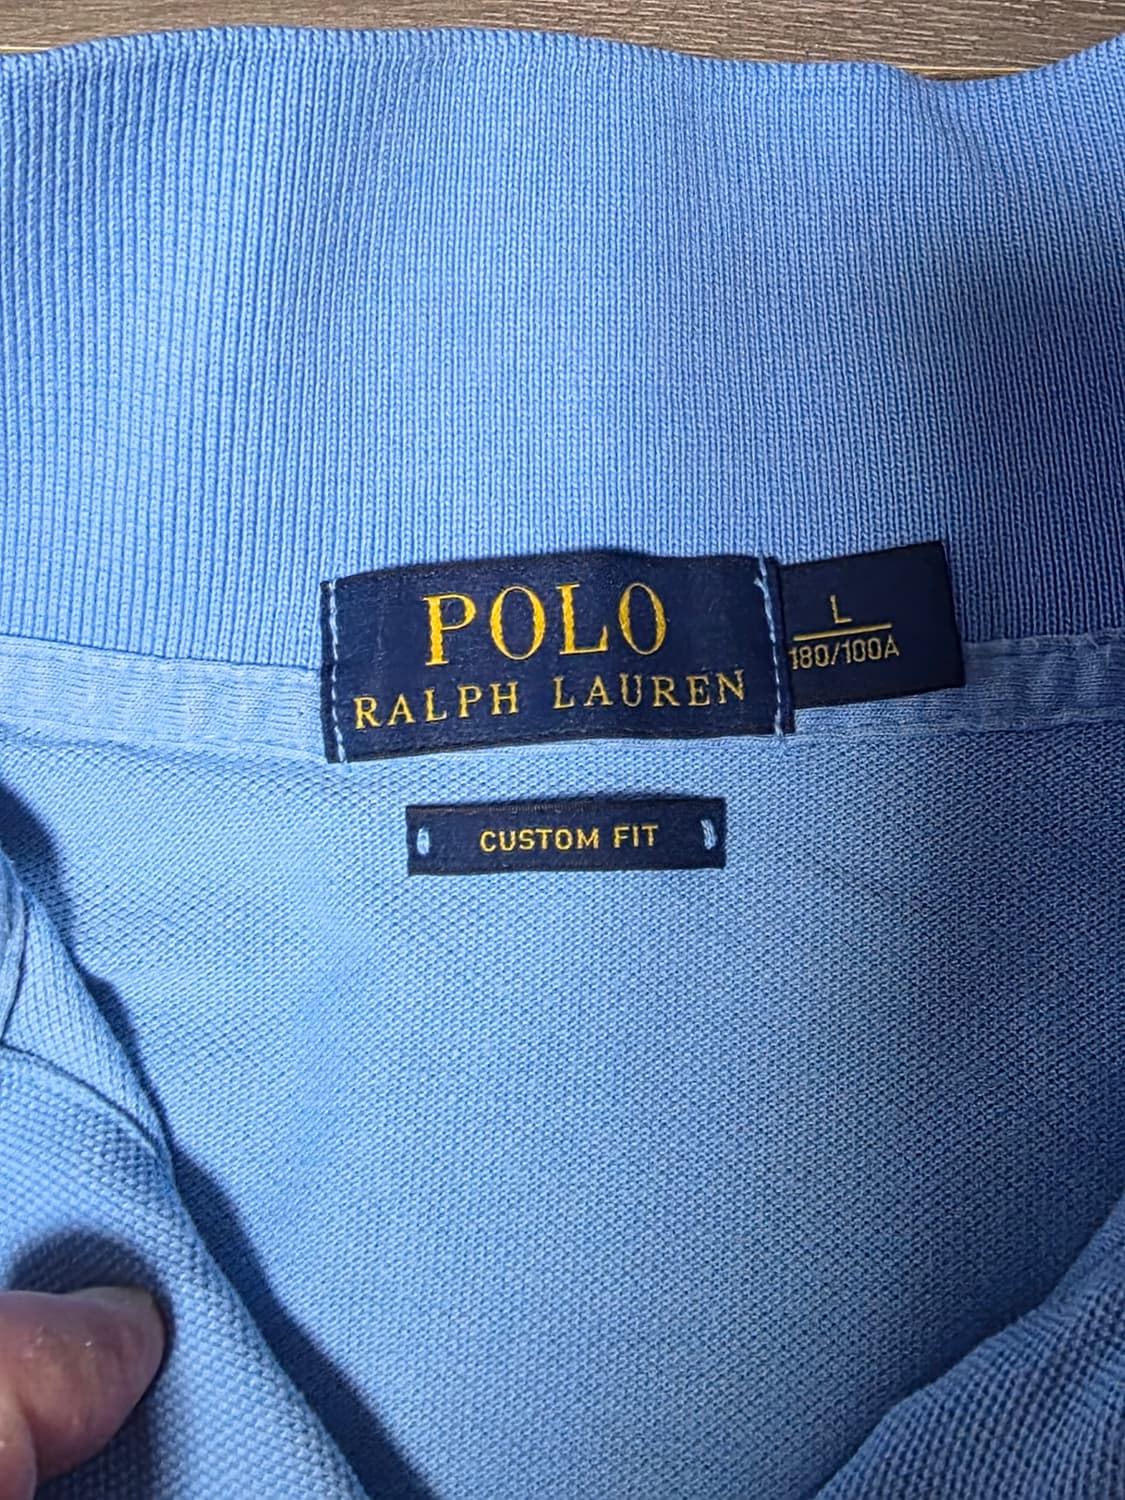 POLO
RALPH LAUREN
L
180/100A
CUSTOM FIT